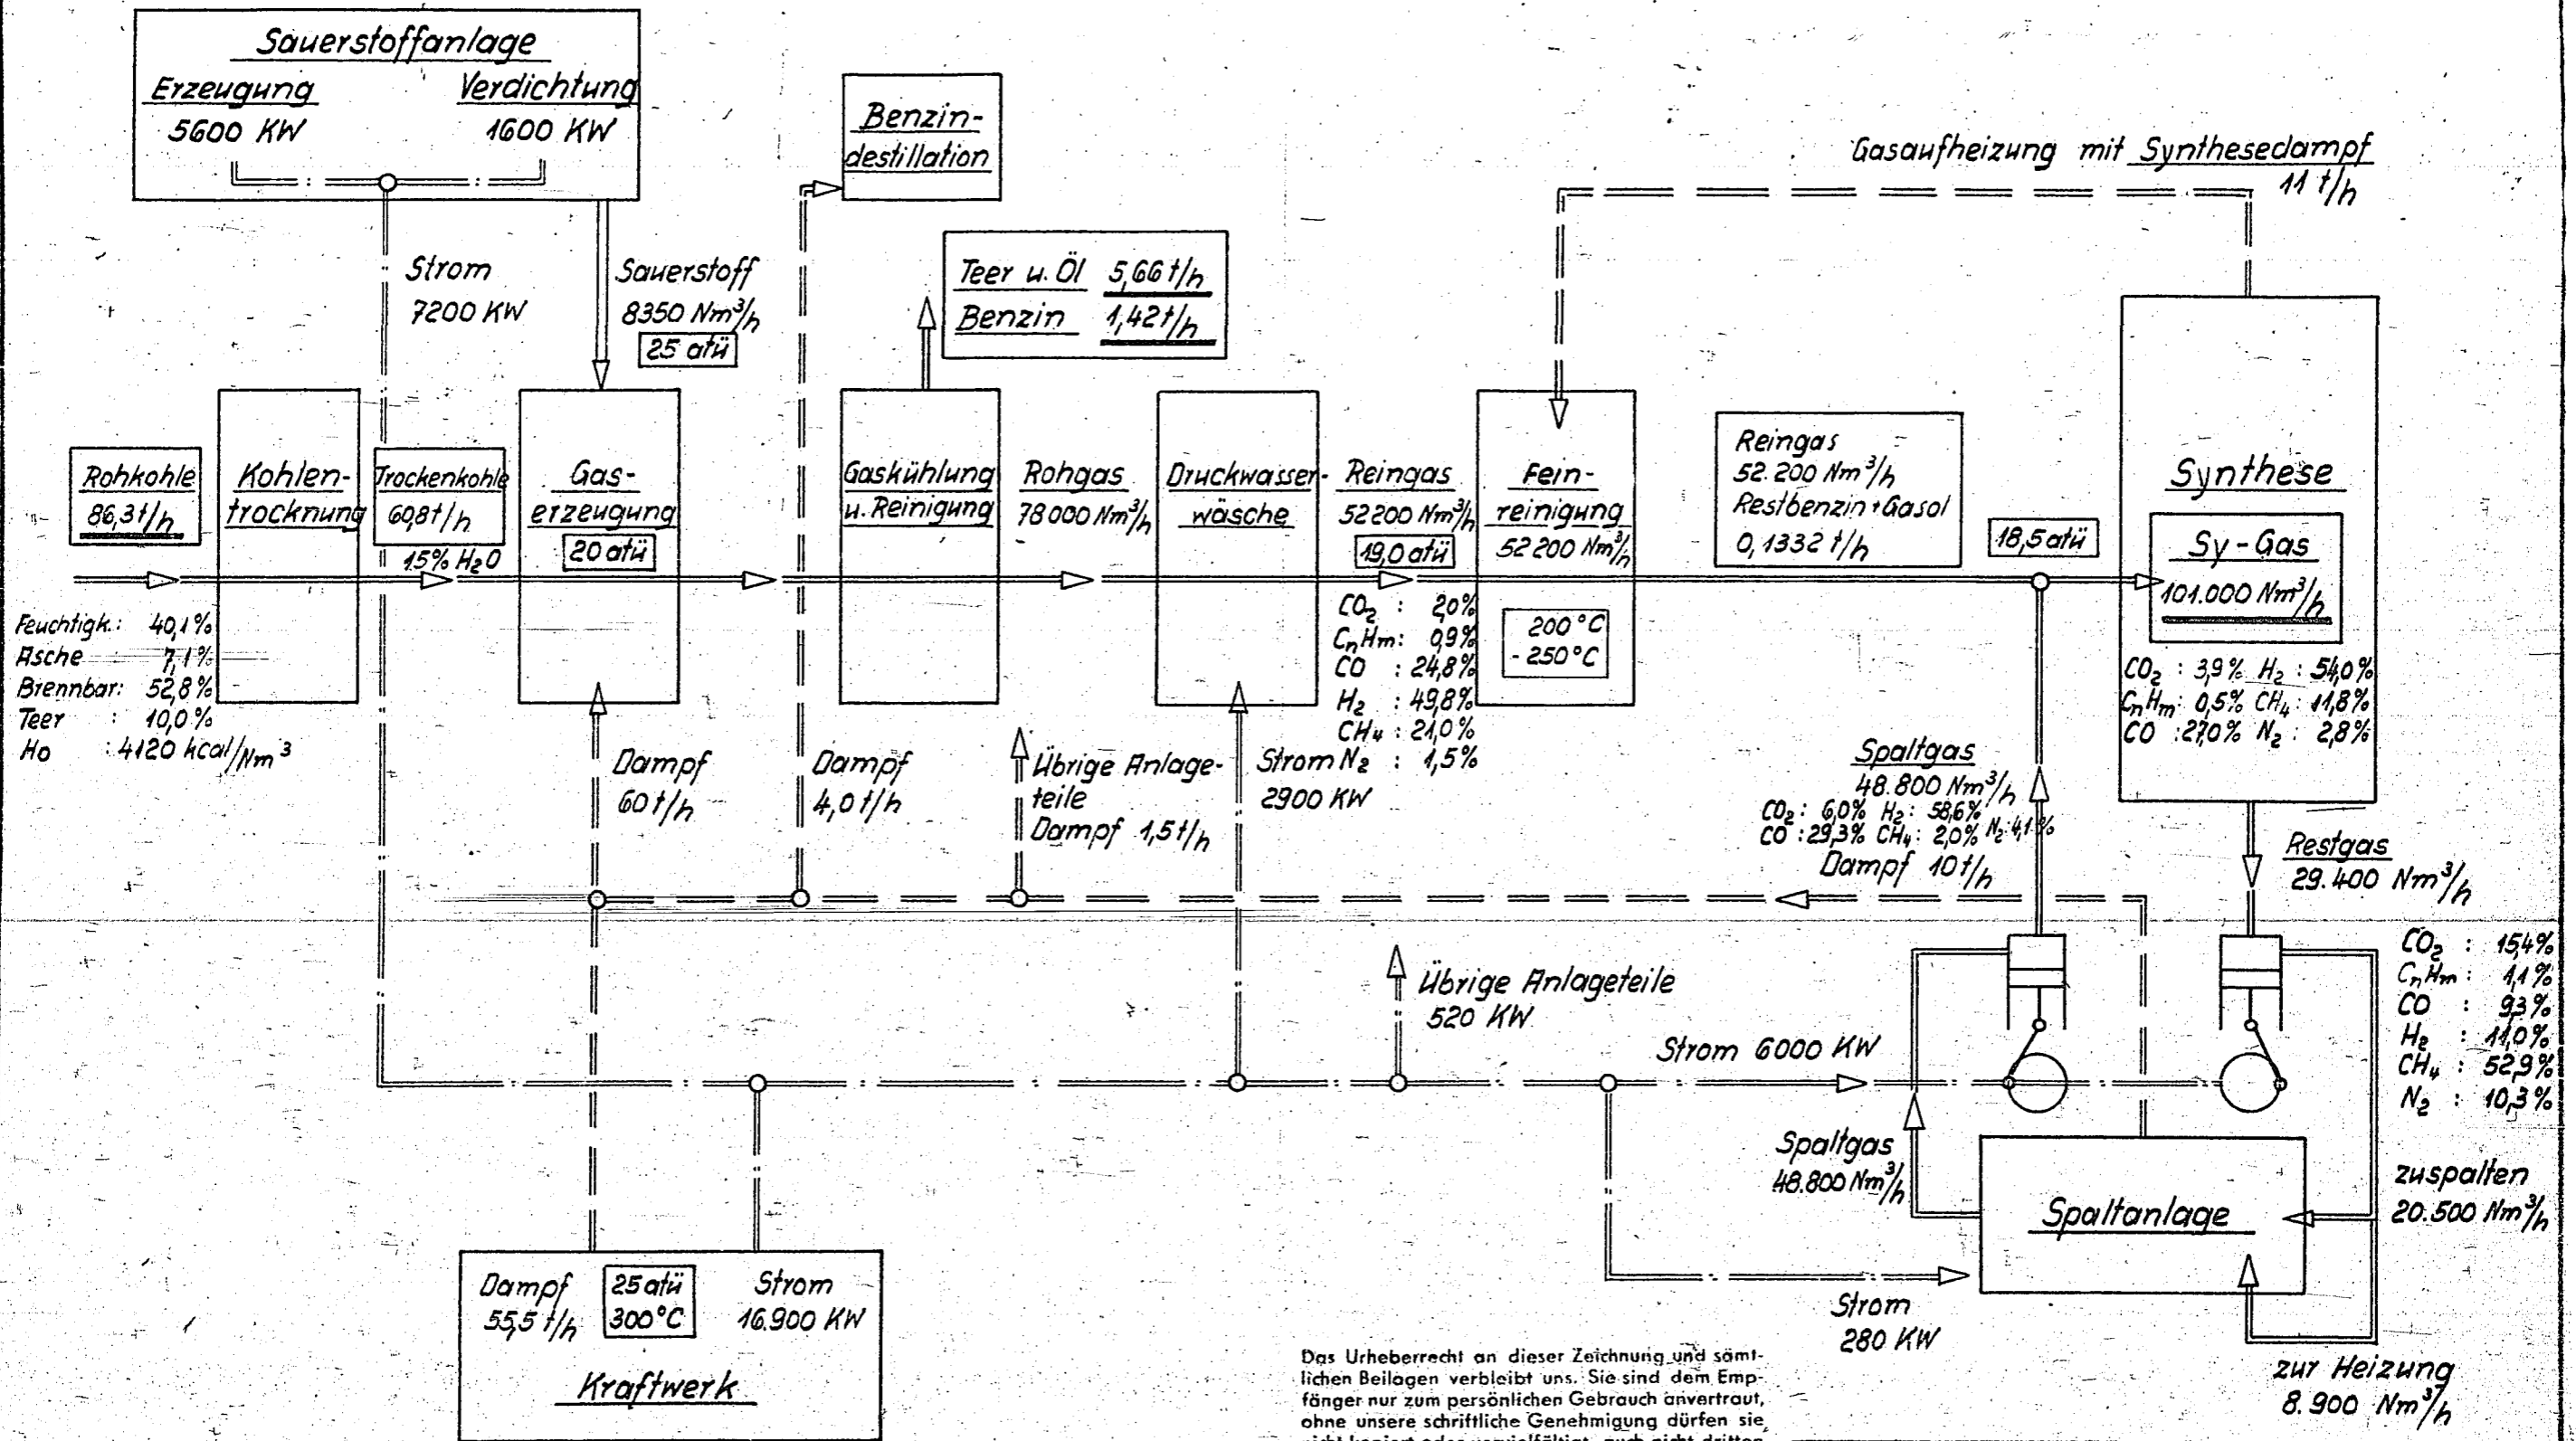 Sauerstoffanlage
Erzeugung
5600 KW
Verdichtung
1600 KW
Benzin-
destillation
Gasaufheizung mit Synthesedampf
11 t/h
Strom
7200 KW
Sauerstoff
8350 Nm³/h
25 atü
Teer u. Öl 5,66 t/h
Benzin 1,42 t/h
Rohkohle
86,3 t/h
Kohlen-
trocknung
Trockenkohle
60,8 t/h
15% H₂O
Gas-
erzeugung
20 atü
Gaskühlung
u. Reinigung
Rohgas
78000 Nm³/h
Druckwasser-
wäsche
Reingas
52200 Nm³/h
19,0 atü
Fein-
reinigung
52200 Nm³/h
200°C
- 250°C
Reingas
52.200 Nm³/h
Restbenzin+Gasol
0,1332 t/h
18,5 atü
Synthese
Sy-Gas
101.000 Nm³/h
CO₂ : 3,9% H₂ : 54,0%
CnHm : 0,5% CH₄ : 11,8%
CO : 27,0% N₂ : 2,8%
Feuchtigk.: 40,1%
Asche 7,1%
Brennbar: 52,8%
Teer : 10,0%
Ho : 4120 kcal/Nm³
CO₂ : 2,0%
CnHm : 0,9%
CO : 24,8%
H₂ : 49,8%
CH₄ : 21,0%
N₂ : 1,5%
Dampf
60 t/h
Dampf
4,0 t/h
Übrige Anlage-
teile
Dampf 1,5 t/h
Strom
2900 KW
Spaltgas
48.800 Nm³/h
CO₂ : 6,0% H₂ : 58,6%
CO : 29,3% CH₄ : 2,0% N₂ : 4,1%
Dampf 10 t/h
Restgas
29.400 Nm³/h
CO₂ : 15,4%
CnHm : 1,1%
CO : 9,3%
H₂ : 11,0%
CH₄ : 52,9%
N₂ : 10,3%
Übrige Anlageteile
520 KW
Strom 6000 KW
Spaltgas
48.800 Nm³/h
Spaltanlage
zuspalten
20.500 Nm³/h
Strom
280 KW
zur Heizung
8.900 Nm³/h
Dampf
55,5 t/h
25 atü
300°C
Strom
16.900 KW
Kraftwerk
Das Urheberrecht an dieser Zeichnung und sämt-
lichen Beilagen verbleibt uns. Sie sind dem Emp-
fänger nur zum persönlichen Gebrauch anvertraut,
ohne unsere schriftliche Genehmigung dürfen sie